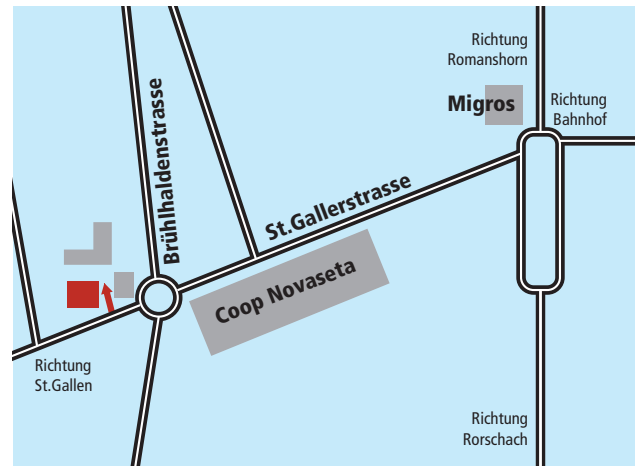 Richtung
Romanshorn
Migros
Richtung
Bahnhof
Brühlhaldenstrasse
St.Gallerstrasse
Coop Novaseta
Richtung
St.Gallen
Richtung
Rorschach